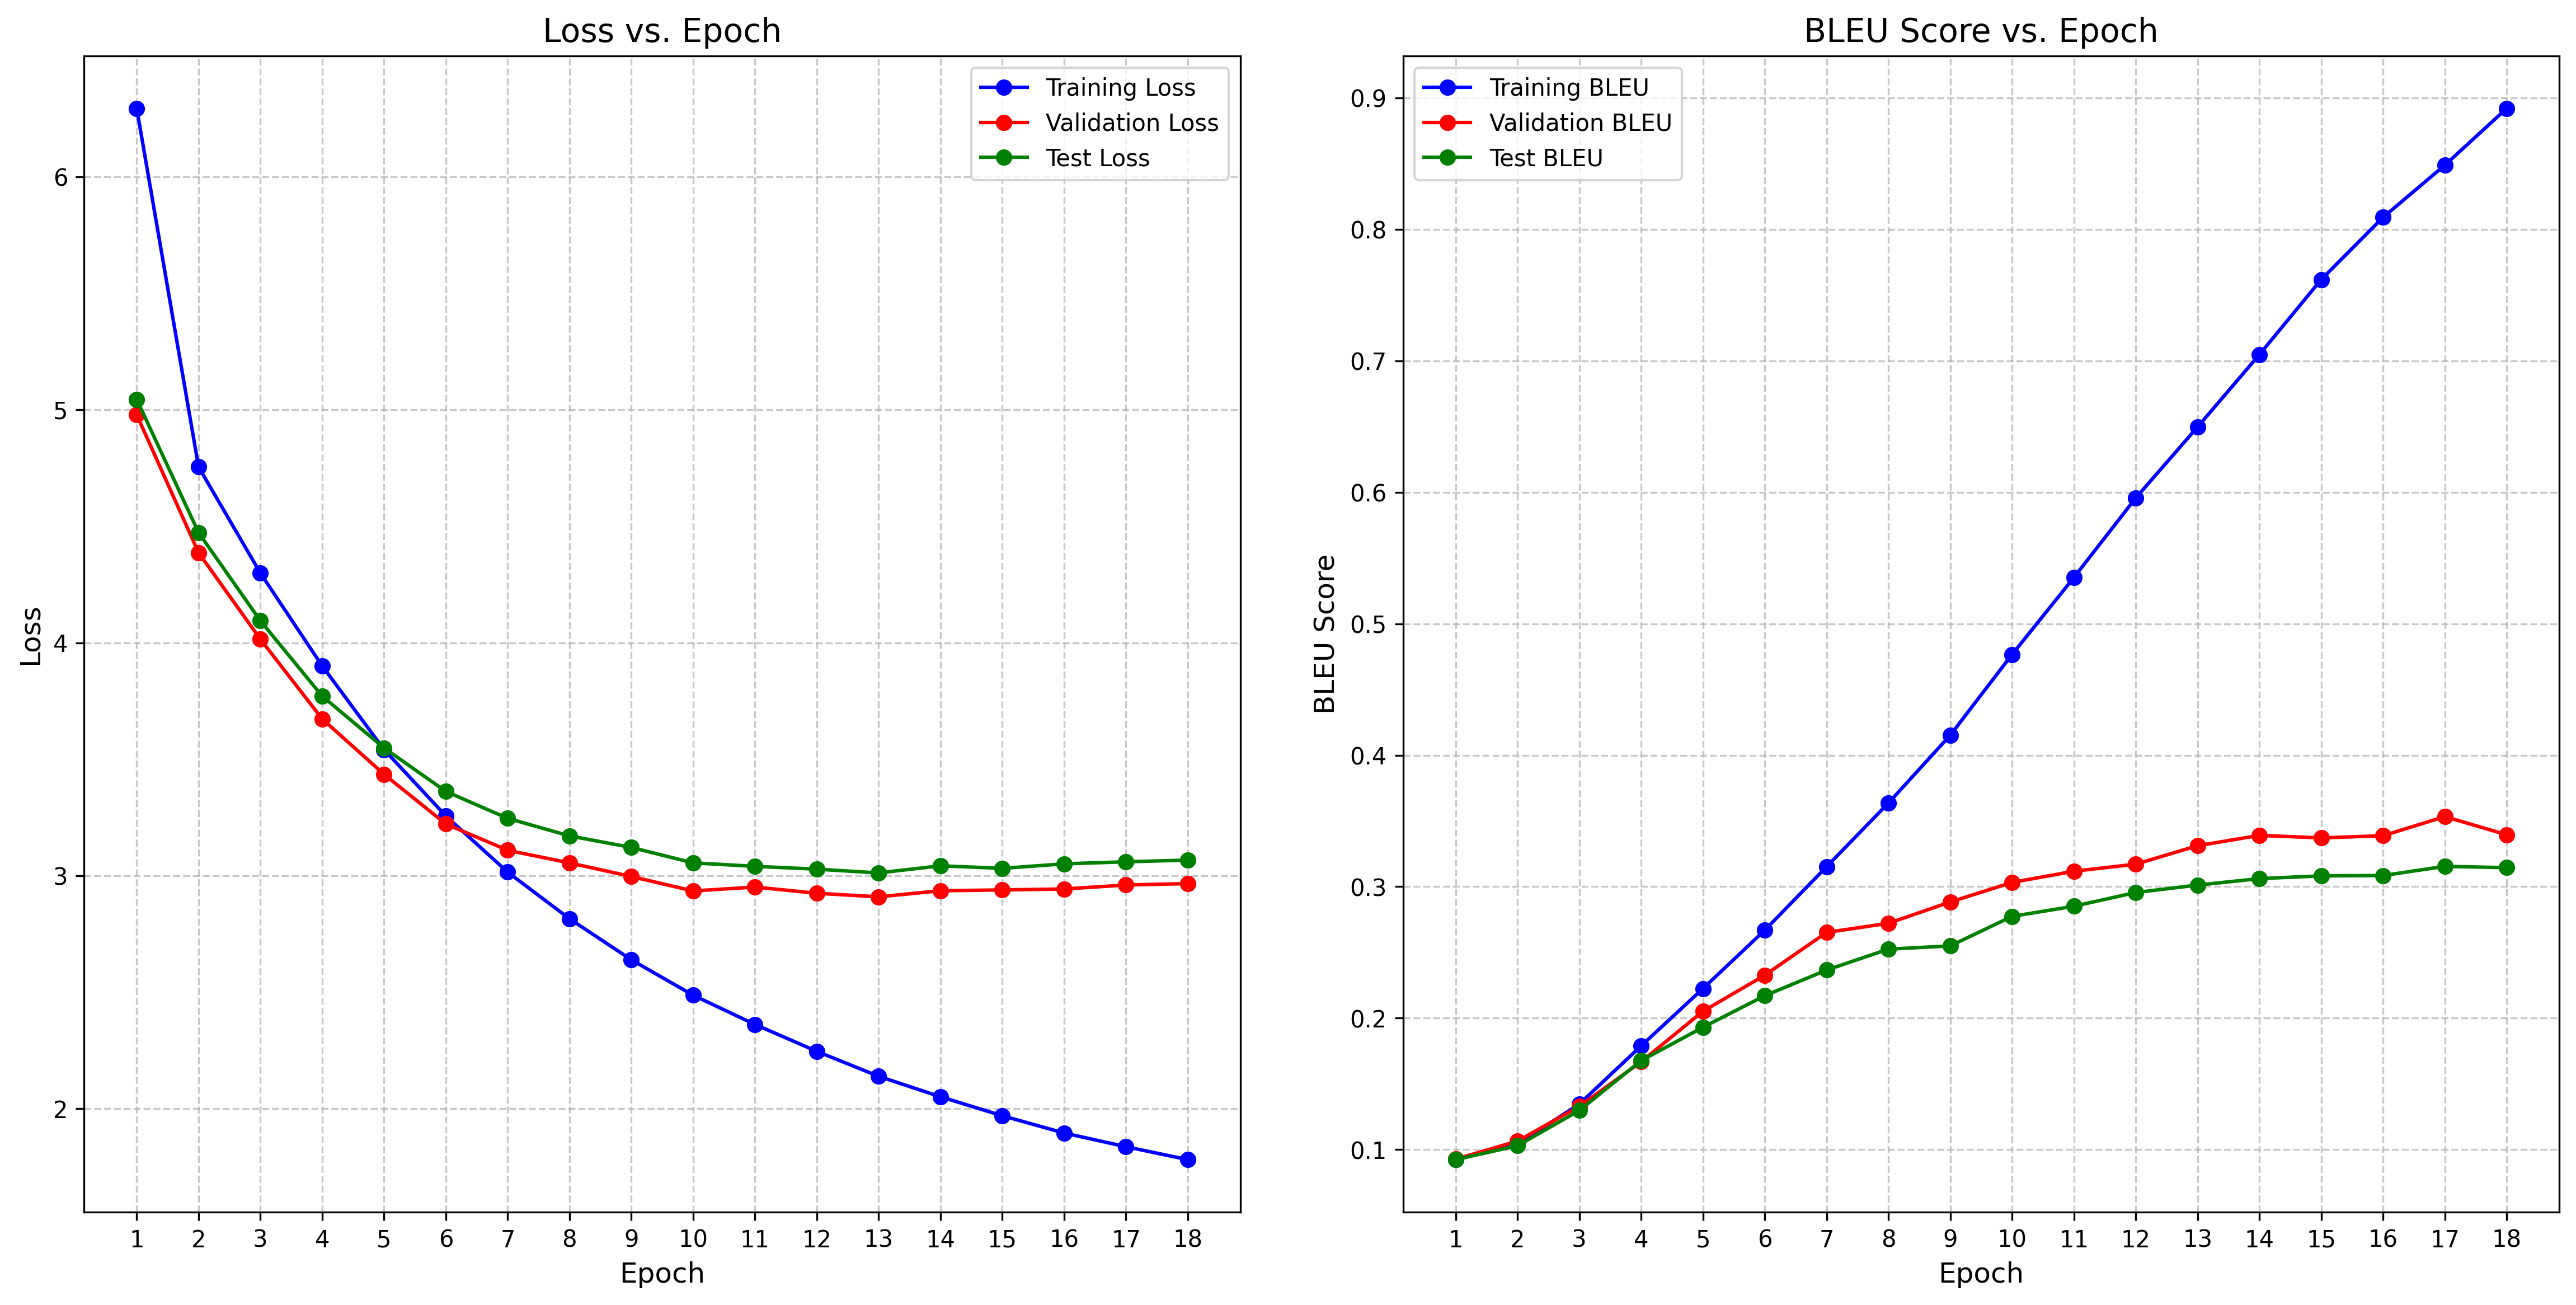 Loss vs. Epoch
Training Loss
Validation Loss
Test Loss
6
5
4
3
2
Loss
1 2 3 4 5 6 7 8 9 10 11 12 13 14 15 16 17 18
Epoch
BLEU Score vs. Epoch
Training BLEU
Validation BLEU
Test BLEU
0.9
0.8
0.7
0.6
0.5
0.4
0.3
0.2
0.1
BLEU Score
1 2 3 4 5 6 7 8 9 10 11 12 13 14 15 16 17 18
Epoch